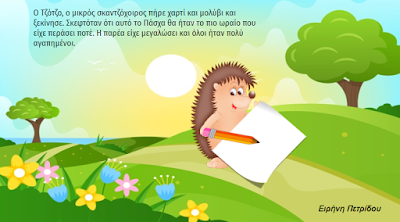 Ο Τζότζο, ο μικρός σκαντζόχοιρος πήρε χαρτί και μολύβι και
ξεκίνησε. Σκεφτόταν ότι αυτό το Πάσχα θα ήταν το πιο ωραίο που
είχε περάσει ποτέ. Η παρέα είχε μεγαλώσει και όλοι ήταν πολύ
αγαπημένοι.
Ειρήνη Πετρίδου